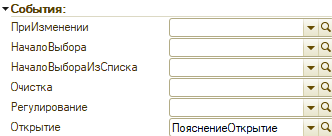 События:
ПриИзменении
НачалоВыбора
НачалоВыбораИзСписка
Очистка
Регулирование
Открытие ПояснениеОткрытие